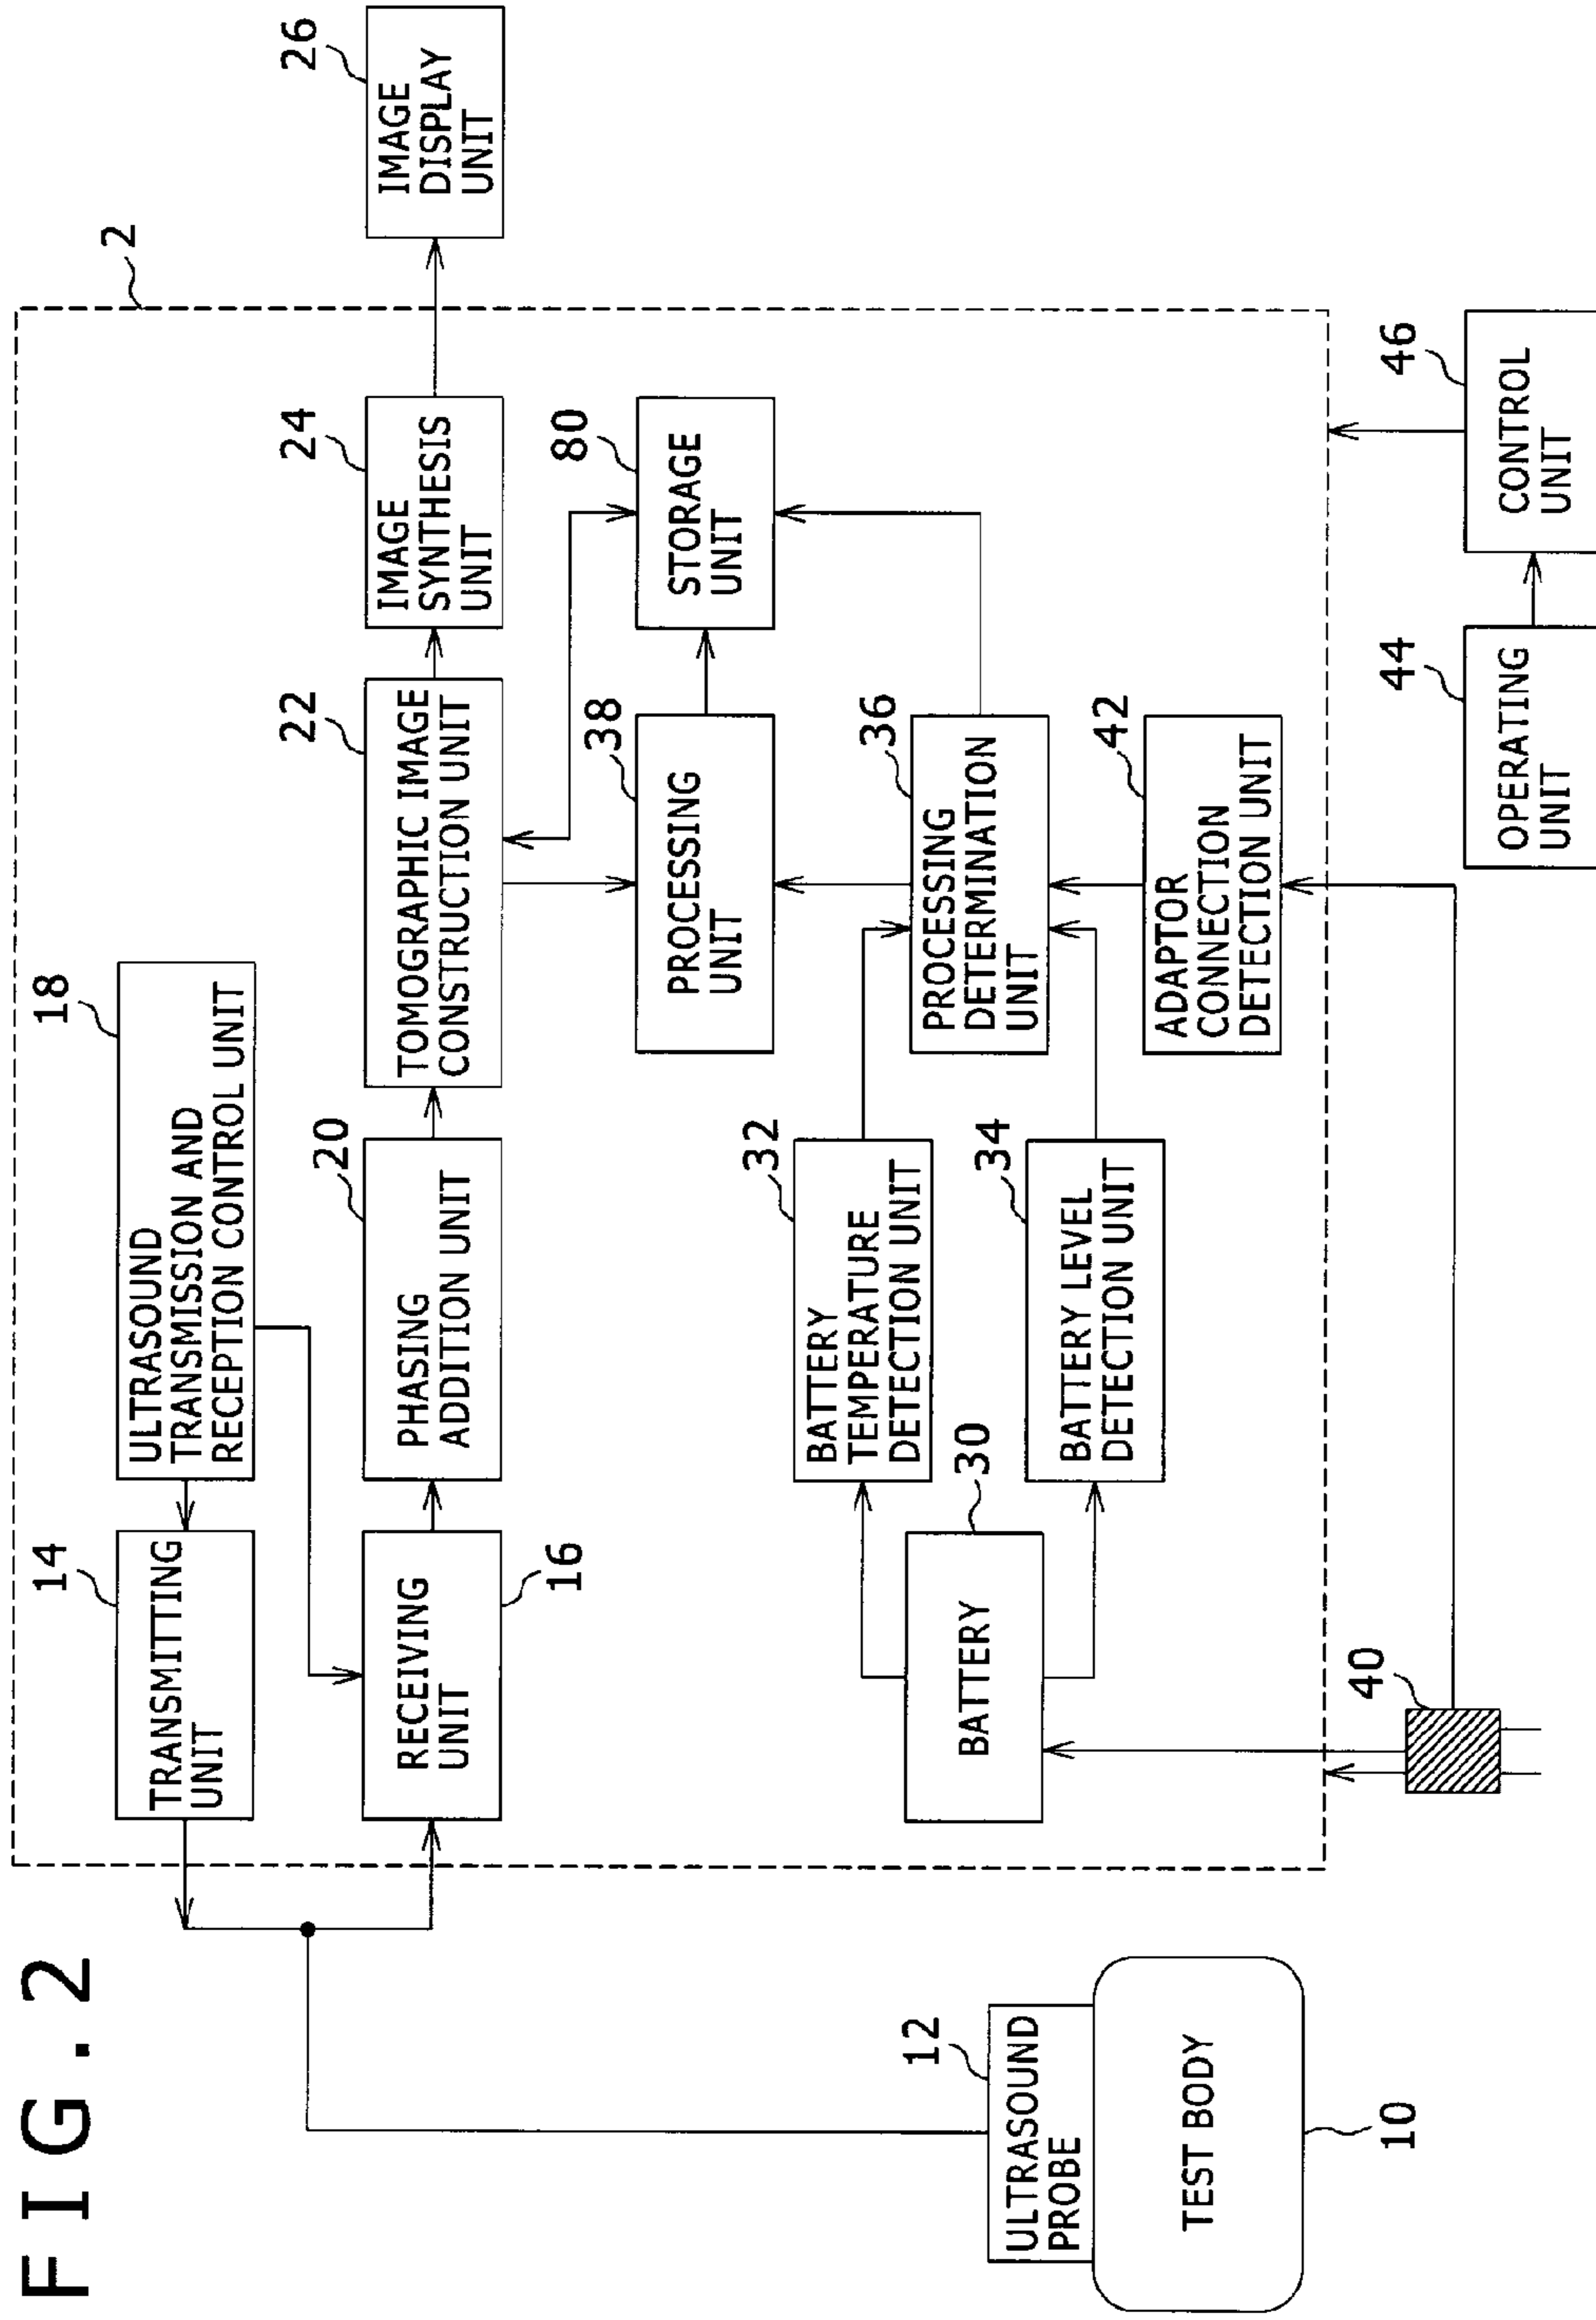 FIG.2
2
18
ULTRASOUND
TRANSMISSION AND
RECEPTION CONTROL UNIT
14
TRANSMITTING
UNIT
RECEIVING
UNIT
16
20
PHASING
ADDITION UNIT
22
TOMOGRAPHIC IMAGE
CONSTRUCTION UNIT
24
IMAGE
SYNTHESIS
UNIT
26
IMAGE
DISPLAY
UNIT
38
PROCESSING
UNIT
80
STORAGE
UNIT
32
BATTERY
TEMPERATURE
DETECTION UNIT
36
PROCESSING
DETERMINATION
UNIT
30
BATTERY
34
BATTERY LEVEL
DETECTION UNIT
42
ADAPTOR
CONNECTION
DETECTION UNIT
12
ULTRASOUND
PROBE
TEST BODY
10
40
44
OPERATING
UNIT
46
CONTROL
UNIT